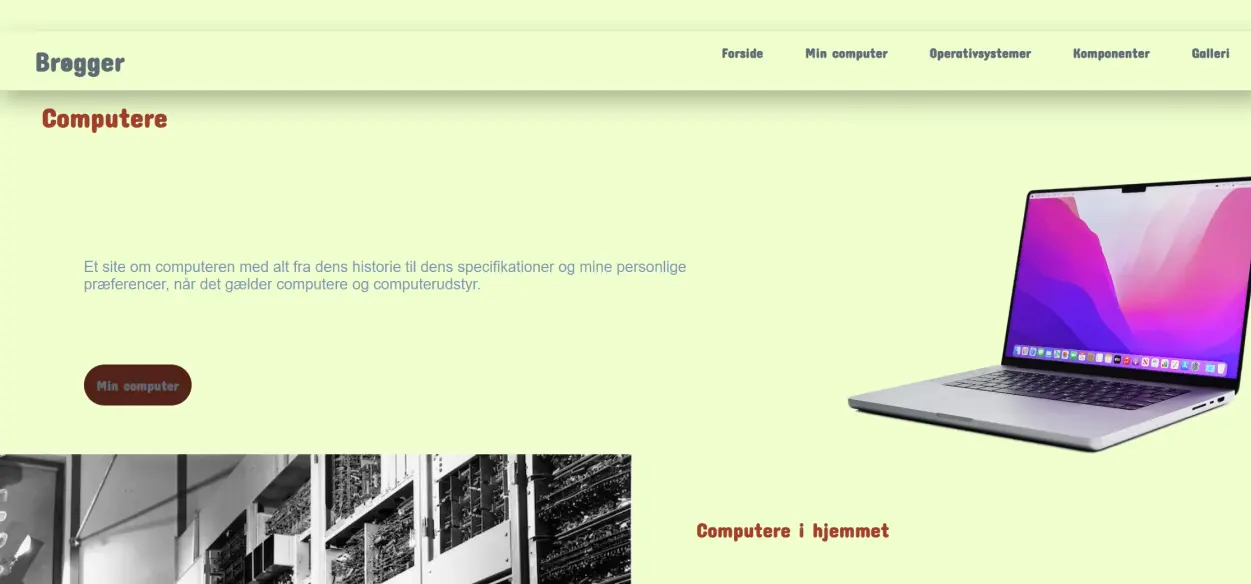 Brøgger
Forside
Min computer
Operativsystemer
Komponenter
Galleri
Computere
Et site om computeren med alt fra dens historie til dens specifikationer og mine personlige
præferencer, når det gælder computere og computerudstyr.
Min computer
Computere i hjemmet